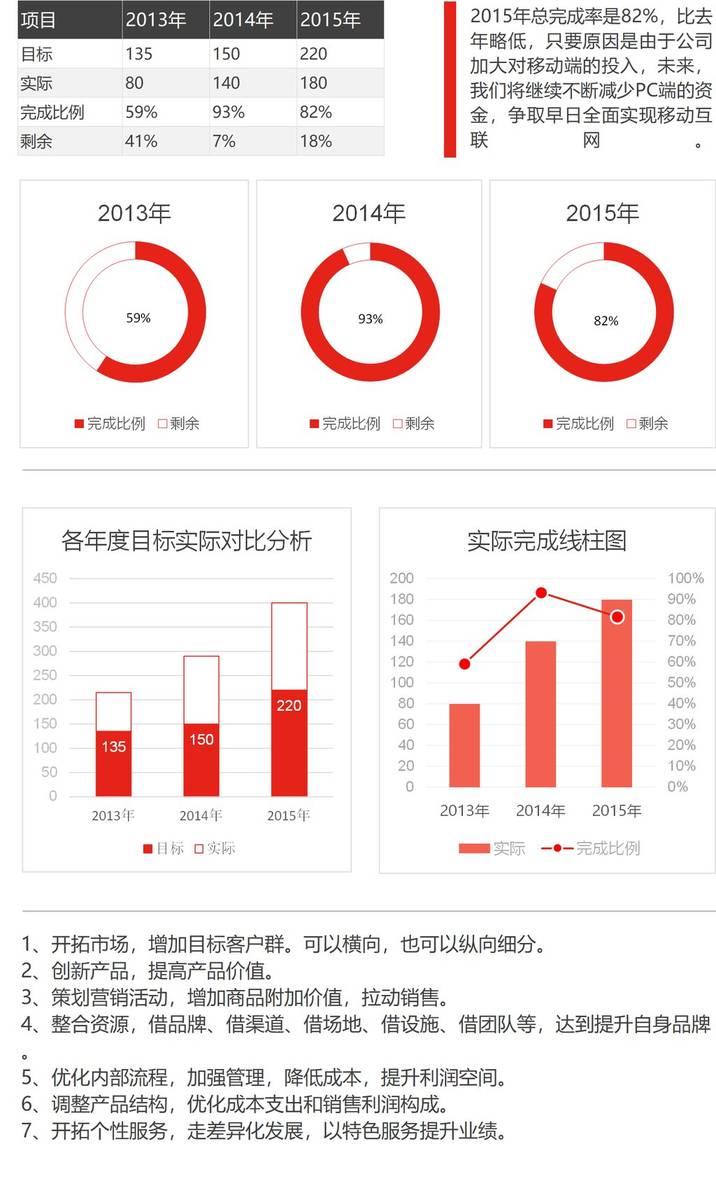 项目 2013年 2014年 2015年
目标 135 150 220
实际 80 140 180
完成比例 59% 93% 82%
剩余 41% 7% 18%
2015年总完成率是82%，比去
年略低，只要原因是由于公司
加大对移动端的投入，未来，
我们将继续不断减少PC端的资
金，争取早日全面实现移动互
联网。
2013年
59%
完成比例 剩余
2014年
93%
完成比例 剩余
2015年
82%
完成比例 剩余
各年度目标实际对比分析
450
400
350
300
250
200
150
100
50
0
135
150
220
2013年 2014年 2015年
目标 实际
实际完成线柱图
200 100%
180 90%
160 80%
140 70%
120 60%
100 50%
80 40%
60 30%
40 20%
20 10%
0 0%
2013年 2014年 2015年
实际 完成比例
1、开拓市场，增加目标客户群。可以横向，也可以纵向细分。
2、创新产品，提高产品价值。
3、策划营销活动，增加商品附加价值，拉动销售。
4、整合资源，借品牌、借渠道、借场地、借设施、借团队等，达到提升自身品牌
。
5、优化内部流程，加强管理，降低成本，提升利润空间。
6、调整产品结构，优化成本支出和销售利润构成。
7、开拓个性服务，走差异化发展，以特色服务提升业绩。